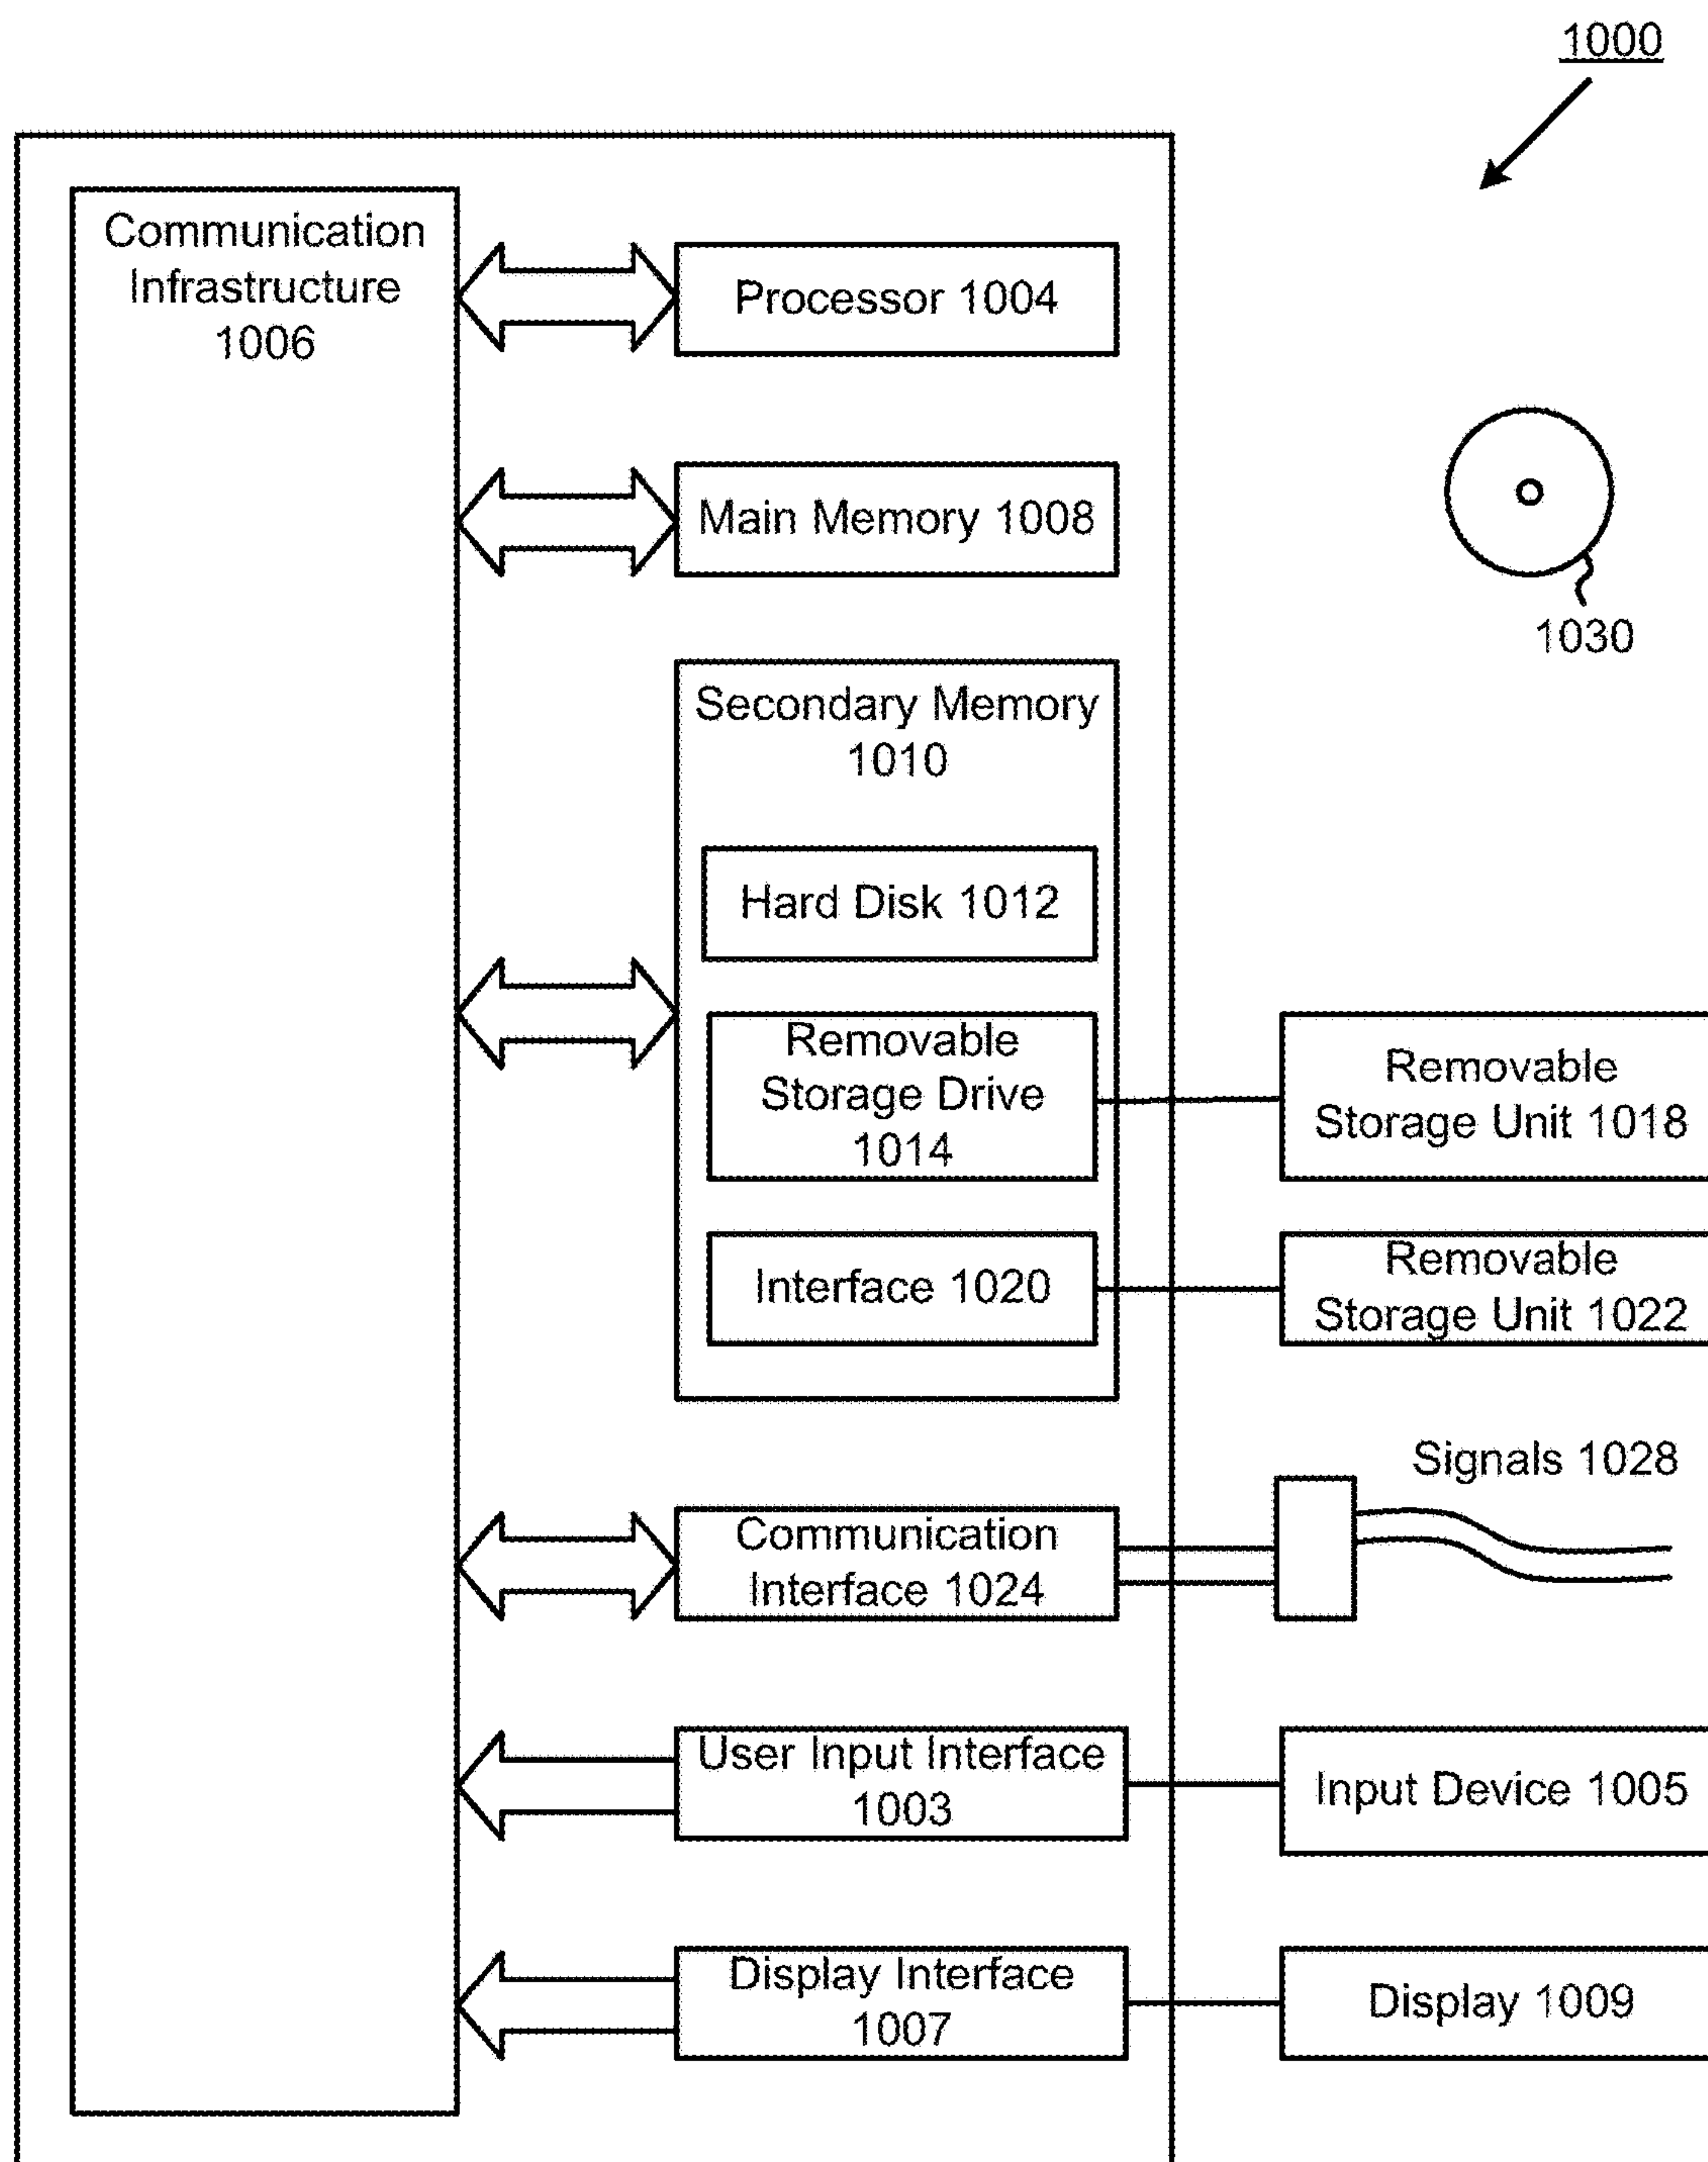 1000
Communication
Infrastructure
1006
Processor 1004
Main Memory 1008
1030
Secondary Memory
1010
Hard Disk 1012
Removable
Storage Drive
1014
Removable
Storage Unit 1018
Interface 1020
Removable
Storage Unit 1022
Signals 1028
Communication
Interface 1024
User Input Interface
1003
Input Device 1005
Display Interface
1007
Display 1009